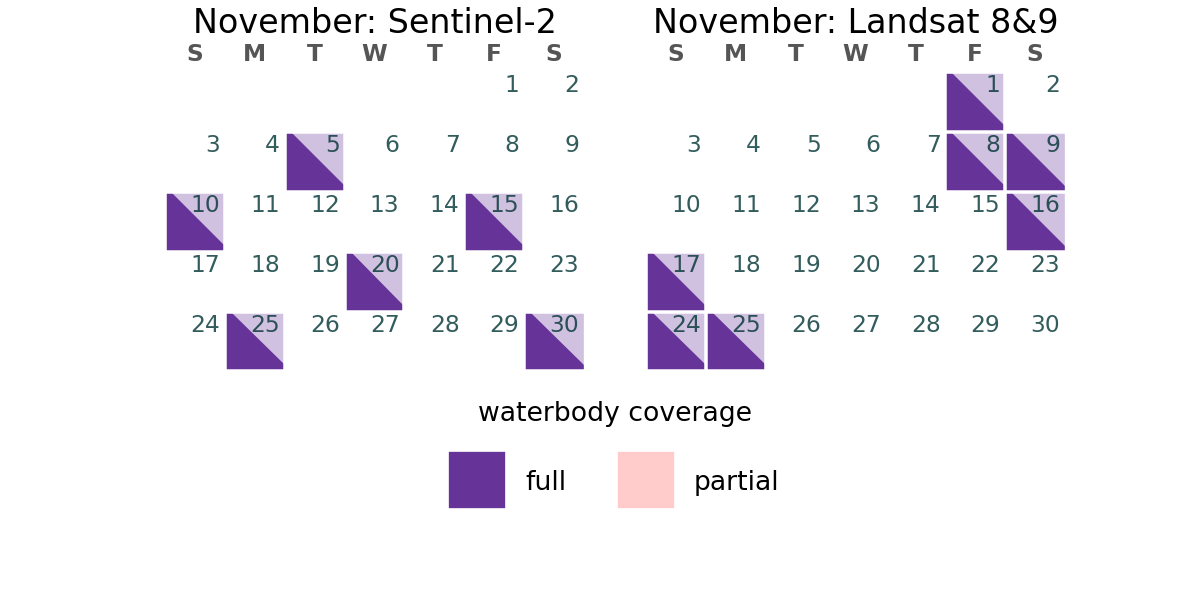 November: Sentinel-2
S M T W T F S
1 2
3 4 5 6 7 8 9
10 11 12 13 14 15 16
17 18 19 20 21 22 23
24 25 26 27 28 29 30
November: Landsat 8&9
S M T W T F S
1 2
3 4 5 6 7 8 9
10 11 12 13 14 15 16
17 18 19 20 21 22 23
24 25 26 27 28 29 30
waterbody coverage
full
partial